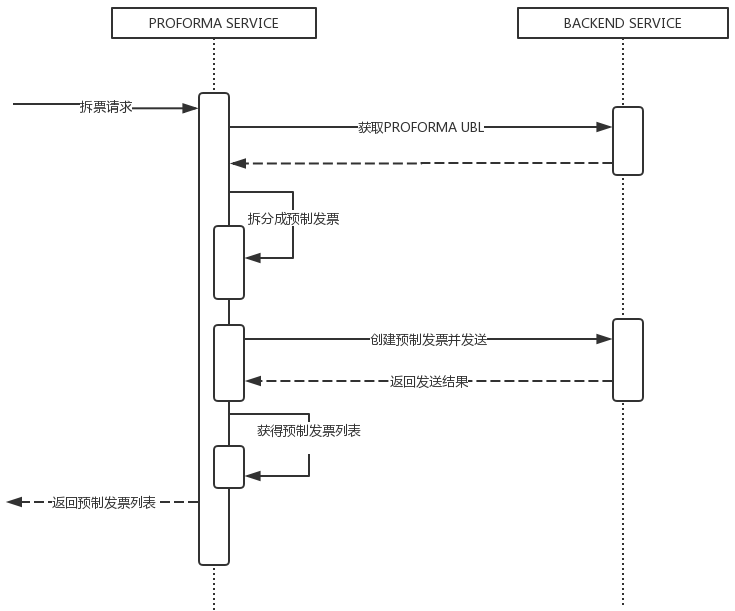 PROFORMA SERVICE
BACKEND SERVICE
拆票请求
获取PROFORMA UBL
拆分成预制发票
创建预制发票并发送
返回发送结果
获得预制发票列表
返回预制发票列表